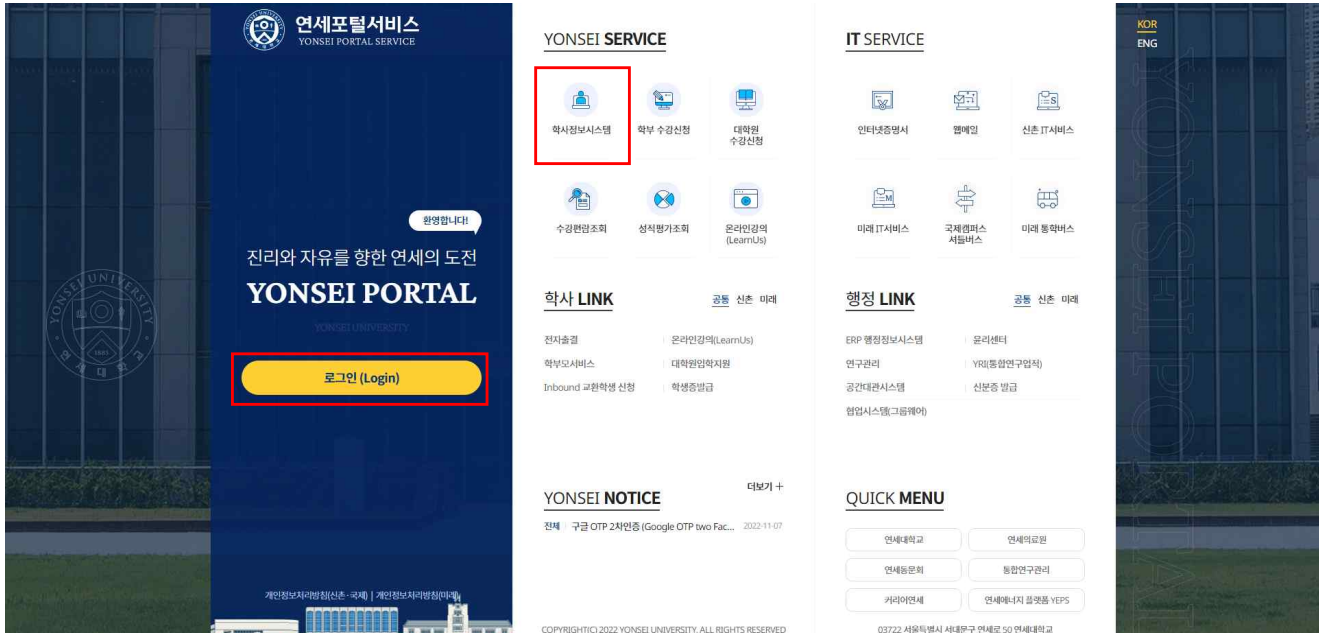 연세포털서비스
YONSEI PORTAL SERVICE
환영합니다!
진리와 자유를 향한 연세의 도전
YONSEI PORTAL
YONSEI UNIVERSITY
로그인 (Login)
개인정보처리방침(신촌·국제) | 개인정보처리방침(미래)
YONSEI SERVICE
학사정보시스템
학부 수강신청
대학원
수강신청
수강편람조회
성적평가조회
온라인강의
(LearnUs)
학사 LINK
공통 신촌 미래
전자출결
온라인강의(LearnUs)
학부모서비스
대학원입학지원
Inbound 교환학생 신청
학생증발급
YONSEI NOTICE
더보기 +
전체 구글 OTP 2차인증 (Google OTP two Fac... 2022-11-07
COPYRIGHT(C) 2022 YONSEI UNIVERSITY. ALL RIGHTS RESERVED
IT SERVICE
인터넷증명서
웹메일
신촌 IT서비스
미래 IT서비스
국제캠퍼스
셔틀버스
미래 통학버스
행정 LINK
공통 신촌 미래
ERP 행정정보시스템
윤리센터
연구관리
YRI(통합연구업적)
공간대관시스템
신분증 발급
협업시스템(그룹웨어)
QUICK MENU
연세대학교
연세의료원
연세동문회
통합연구관리
커리어연세
연세에너지 플랫폼 YEPS
03722 서울특별시 서대문구 연세로 50 연세대학교
KOR
ENG
YONSEI PORTAL